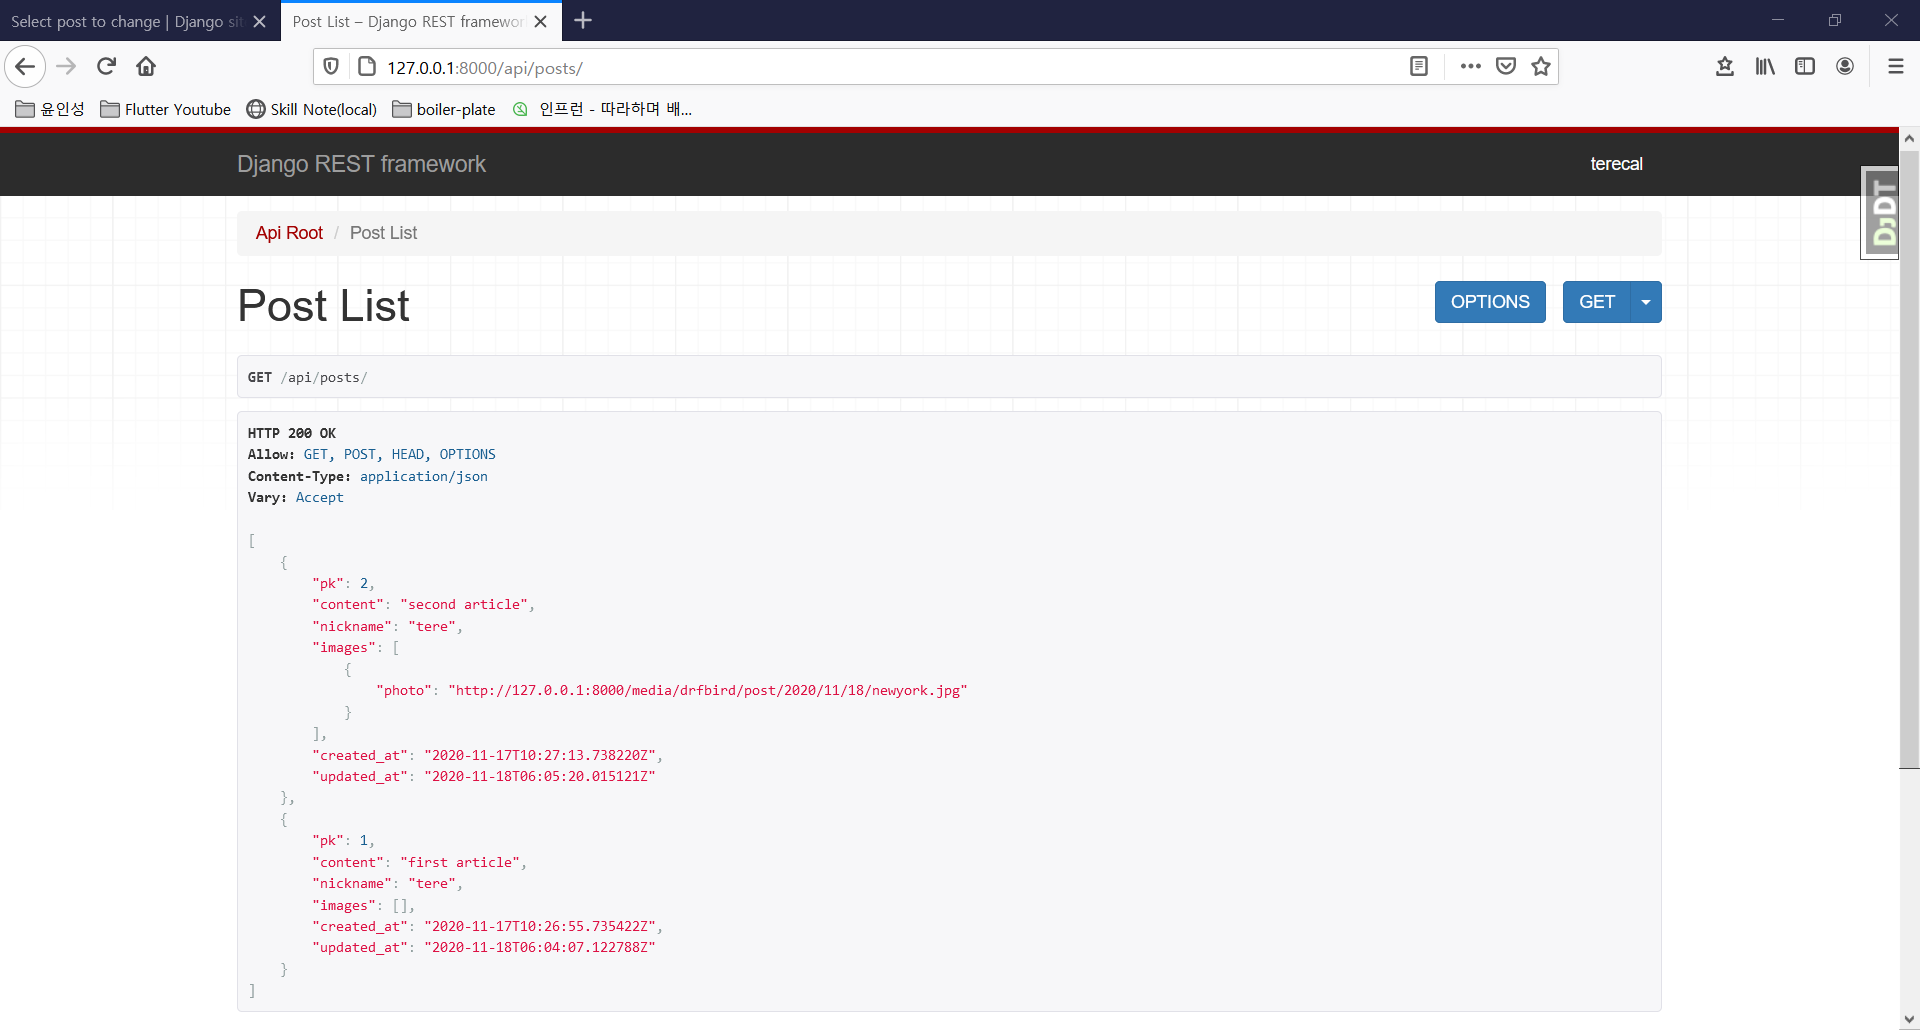 Select post to change | Django si
Post List – Django REST framewor
127.0.0.1:8000/api/posts/
윤인성 Flutter Youtube Skill Note(local) boiler-plate 인프런 - 따라하며 배...
Django REST framework terecal
DJDT
Api Root / Post List
Post List OPTIONS GET
GET /api/posts/
HTTP 200 OK
Allow: GET, POST, HEAD, OPTIONS
Content-Type: application/json
Vary: Accept
[
{
"pk": 2,
"content": "second article",
"nickname": "tere",
"images": [
{
"photo": "http://127.0.0.1:8000/media/drfbird/post/2020/11/18/newyork.jpg"
}
],
"created_at": "2020-11-17T10:27:13.738220Z",
"updated_at": "2020-11-18T06:05:20.015121Z"
},
{
"pk": 1,
"content": "first article",
"nickname": "tere",
"images": [],
"created_at": "2020-11-17T10:26:55.735422Z",
"updated_at": "2020-11-18T06:04:07.122788Z"
}
]